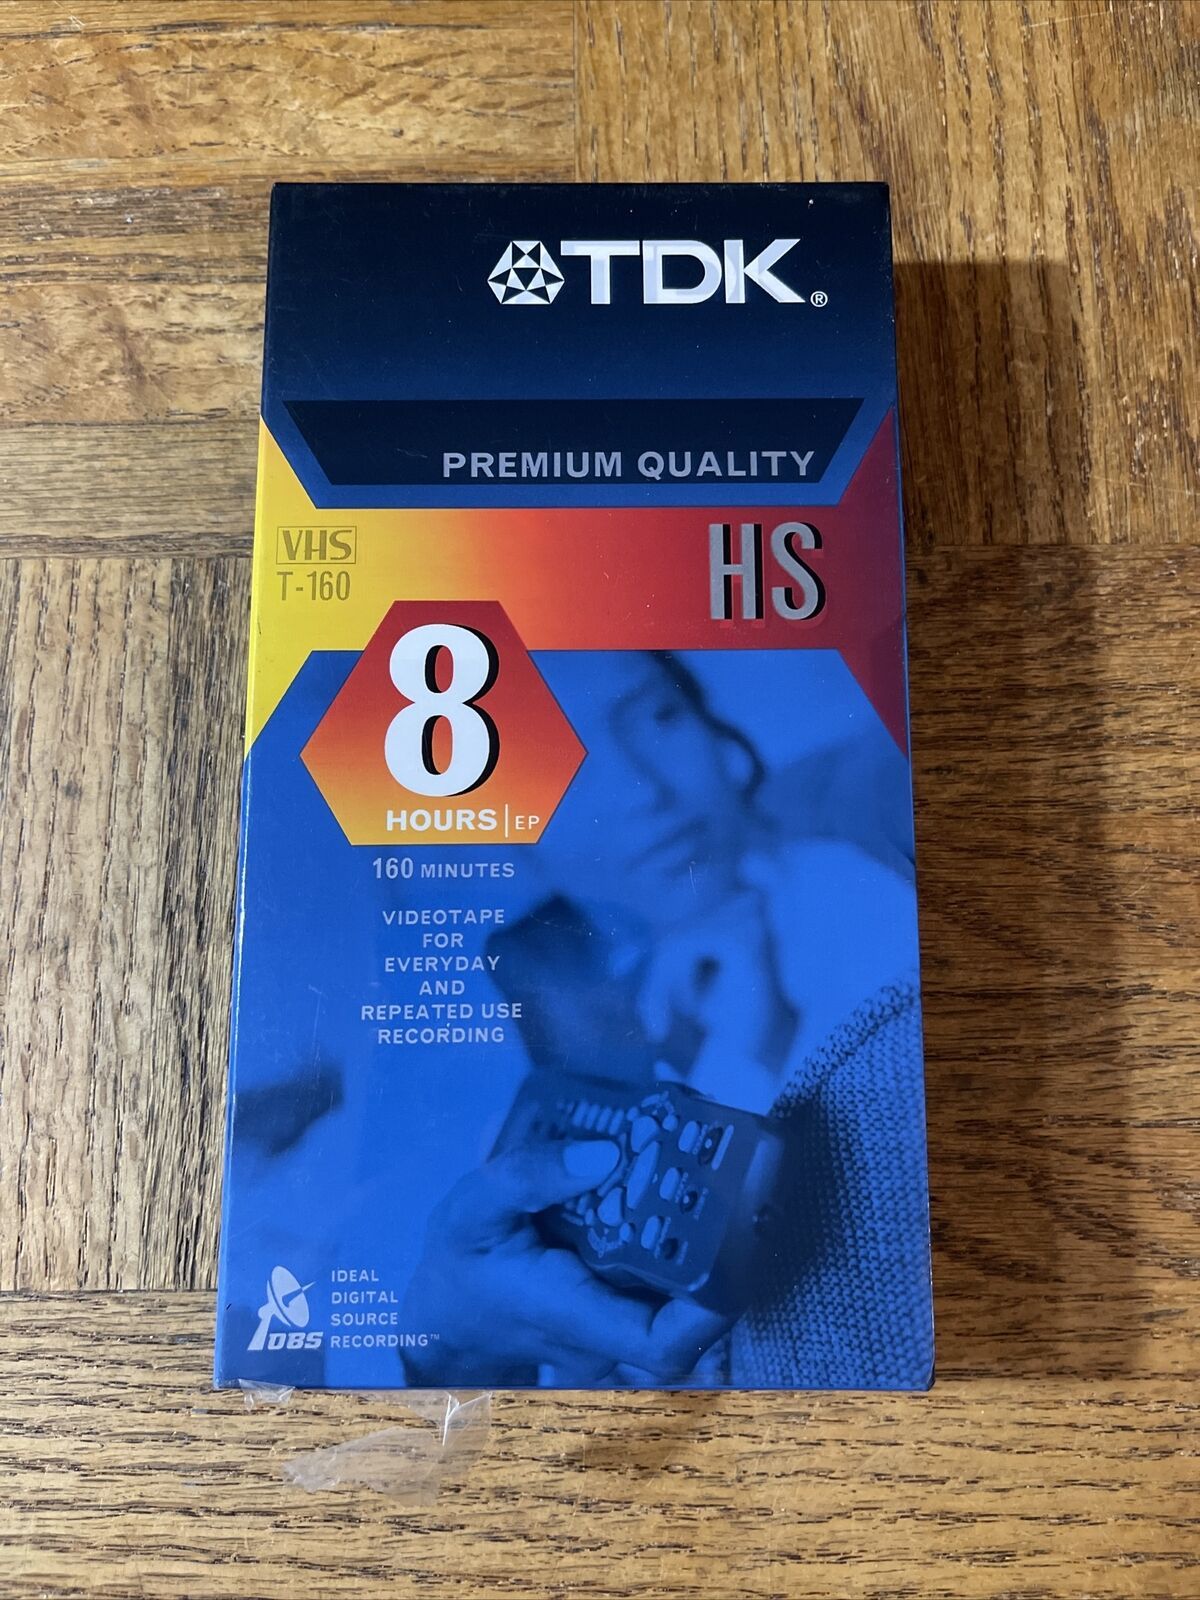 TDK®
PREMIUM QUALITY
VHS
T-160
HS
8
HOURS | EP
160 MINUTES
VIDEOTAPE
FOR
EVERYDAY
AND
REPEATED USE
RECORDING
IDEAL
DIGITAL
SOURCE
RECORDING™
IDBS